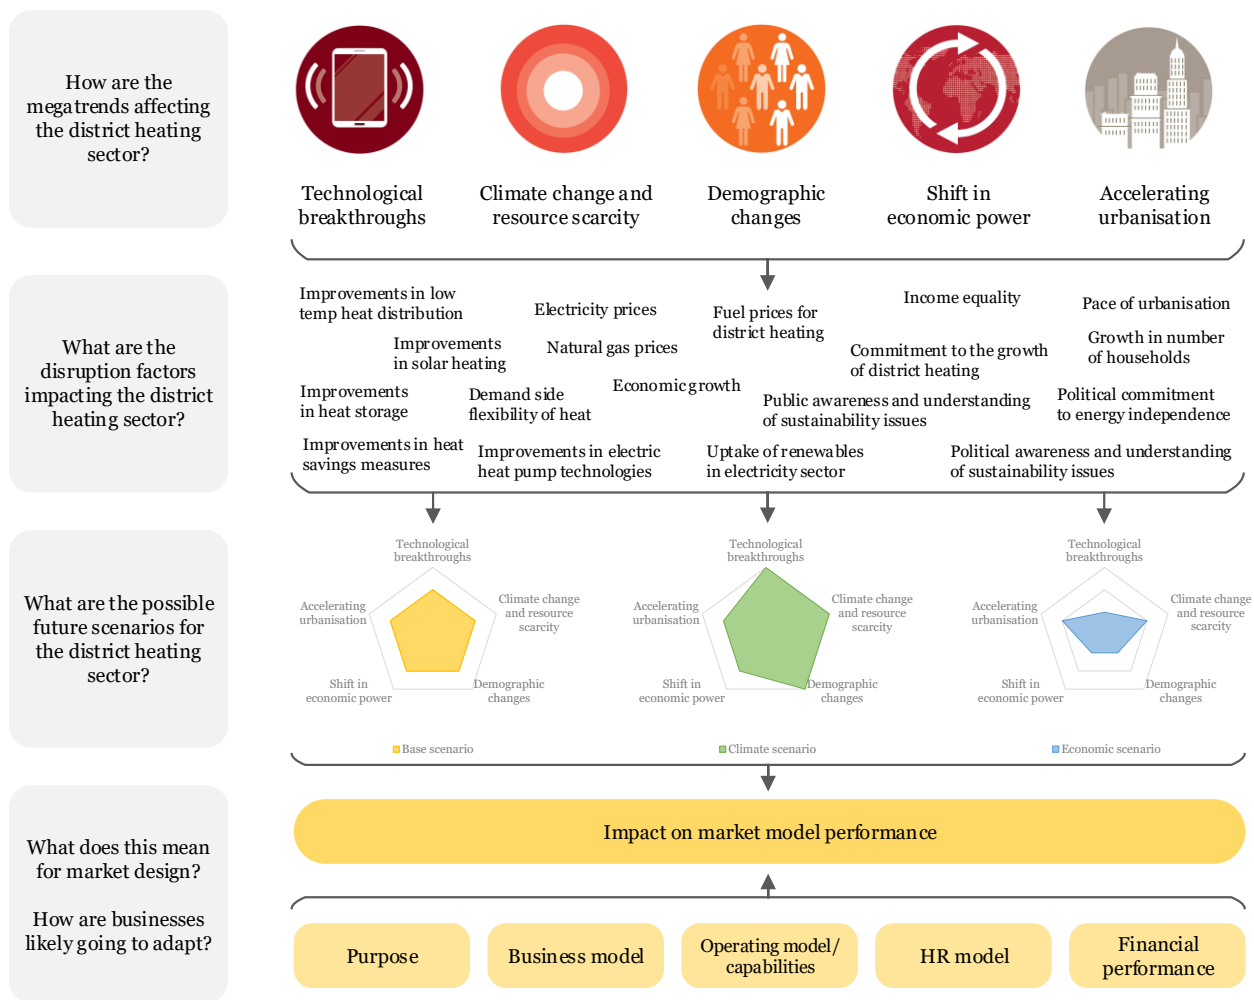 How are the
megatrends affecting
the district heating
sector?
Technological
breakthroughs
Climate change and
resource scarcity
Demographic
changes
Shift in
economic power
Accelerating
urbanisation
What are the
disruption factors
impacting the district
heating sector?
Improvements in low
temp heat distribution
Electricity prices
Fuel prices for
district heating
Income equality
Pace of urbanisation
Improvements
in solar heating
Natural gas prices
Commitment to the growth
of district heating
Growth in number
of households
Improvements
in heat storage
Demand side
flexibility of heat
Economic growth
Public awareness and understanding
of sustainability issues
Political commitment
to energy independence
Improvements in heat
savings measures
Improvements in electric
heat pump technologies
Uptake of renewables
in electricity sector
Political awareness and understanding
of sustainability issues
What are the possible
future scenarios for
the district heating
sector?
Technological
breakthroughs
Climate change
and resource
scarcity
Demographic
changes
Shift in
economic power
Accelerating
urbanisation
Base scenario
Technological
breakthroughs
Climate change
and resource
scarcity
Demographic
changes
Shift in
economic power
Accelerating
urbanisation
Climate scenario
Technological
breakthroughs
Climate change
and resource
scarcity
Demographic
changes
Shift in
economic power
Accelerating
urbanisation
Economic scenario
What does this mean
for market design?
How are businesses
likely going to adapt?
Impact on market model performance
Purpose
Business model
Operating model/
capabilities
HR model
Financial
performance